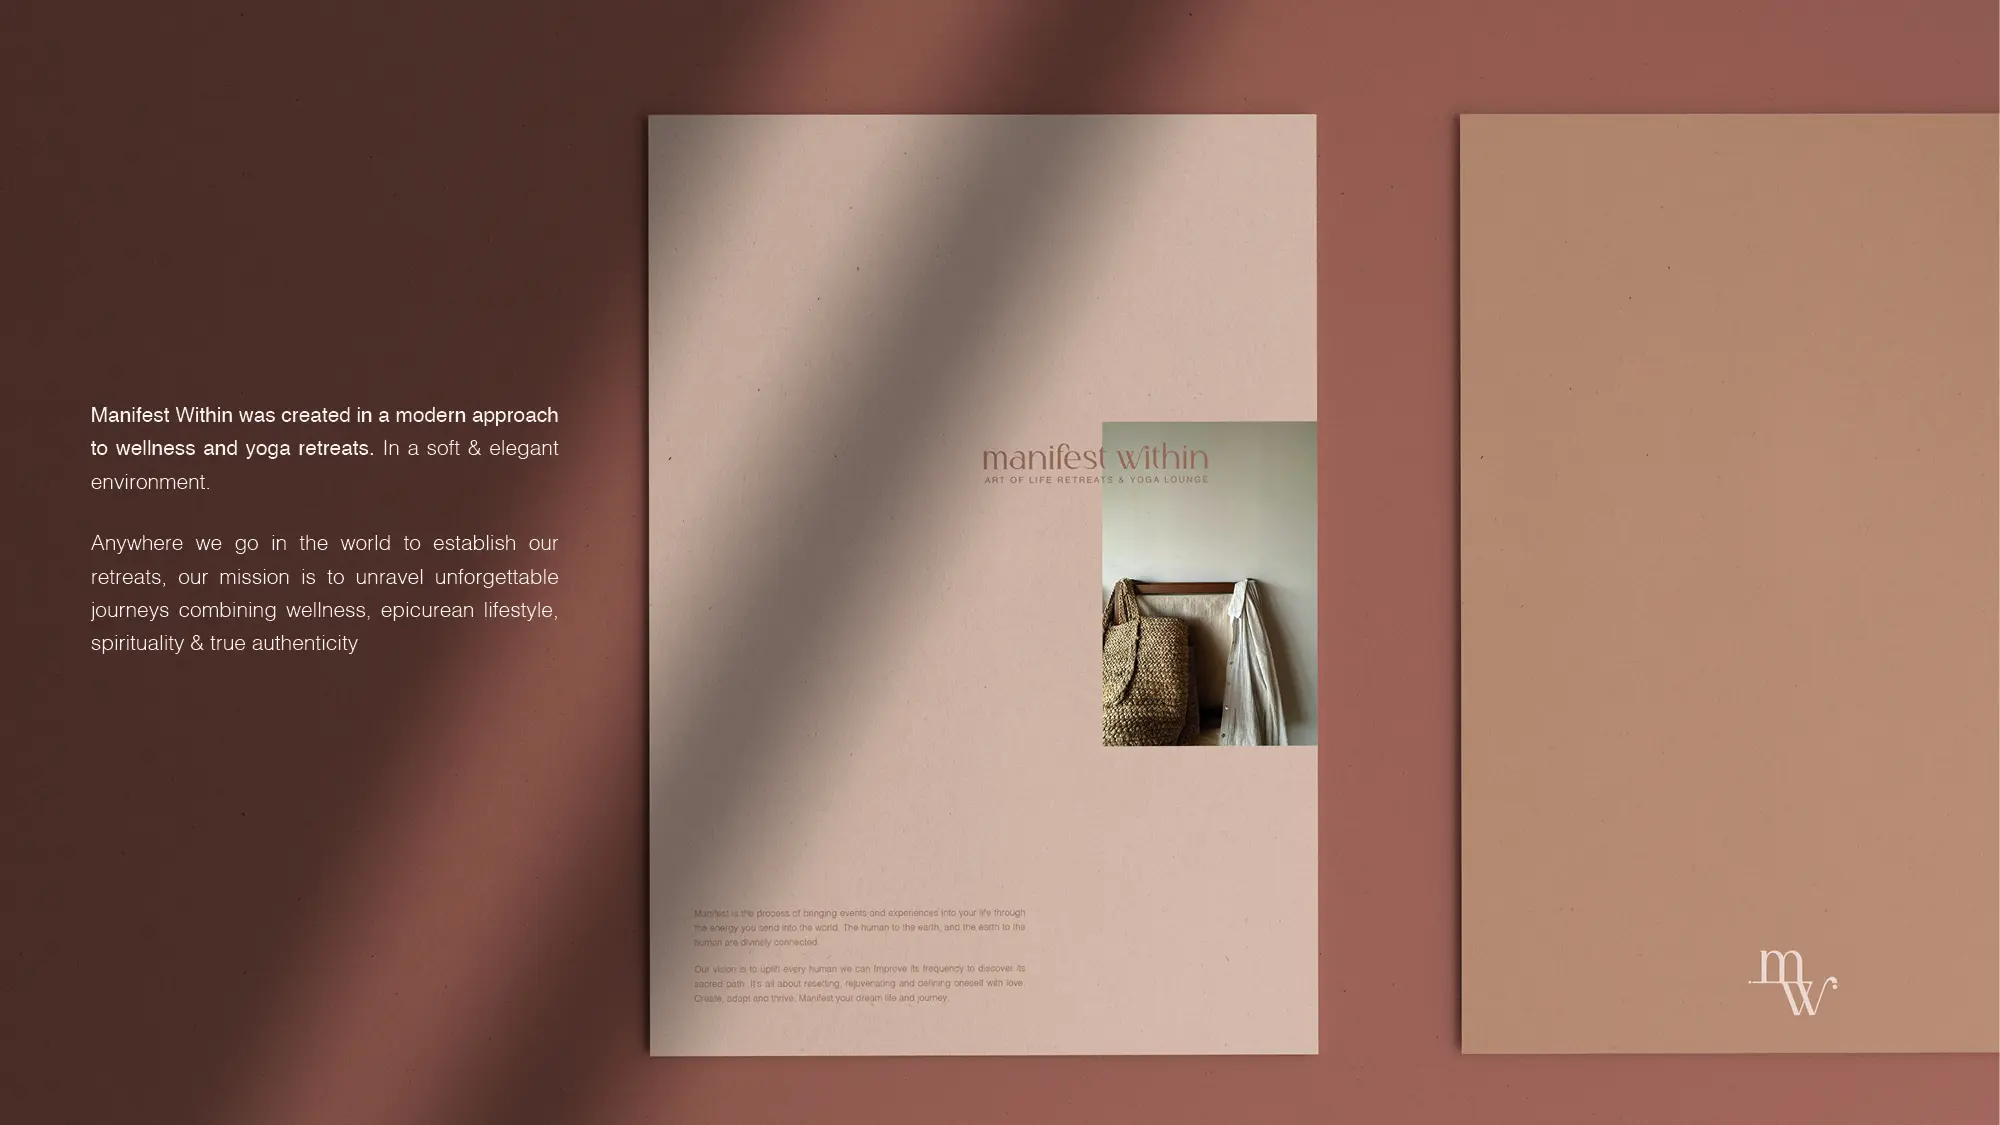 Manifest Within was created in a modern approach
to wellness and yoga retreats. In a soft & elegant
environment.
Anywhere we go in the world to establish our
retreats, our mission is to unravel unforgettable
journeys combining wellness, epicurean lifestyle,
spirituality & true authenticity
manifest within
ART OF LIFE RETREATS & YOGA LOUNGE
Manifest is the process of bringing events and experiences into your life through
the energy you send into the world. The human to the earth, and the earth to the
human are divinely connected.
Our vision is to uplift every human we can improve its frequency to discover its
sacred path. It's all about resetting, rejuvenating and defining oneself with love.
Create, adapt and thrive. Manifest your dream life and journey.
mw